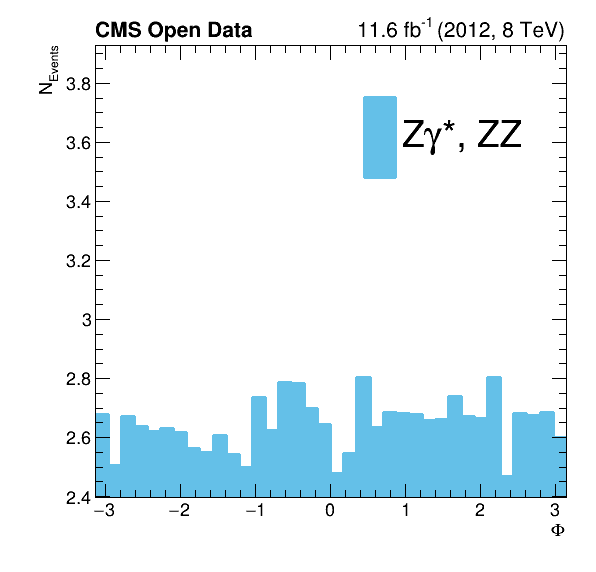 CMS Open Data 11.6 fb⁻¹ (2012, 8 TeV)
N_Events
3.8
Zγ*, ZZ
3.6
3.4
3.2
3
2.8
2.6
2.4
−3 −2 −1 0 1 2 3
Φ